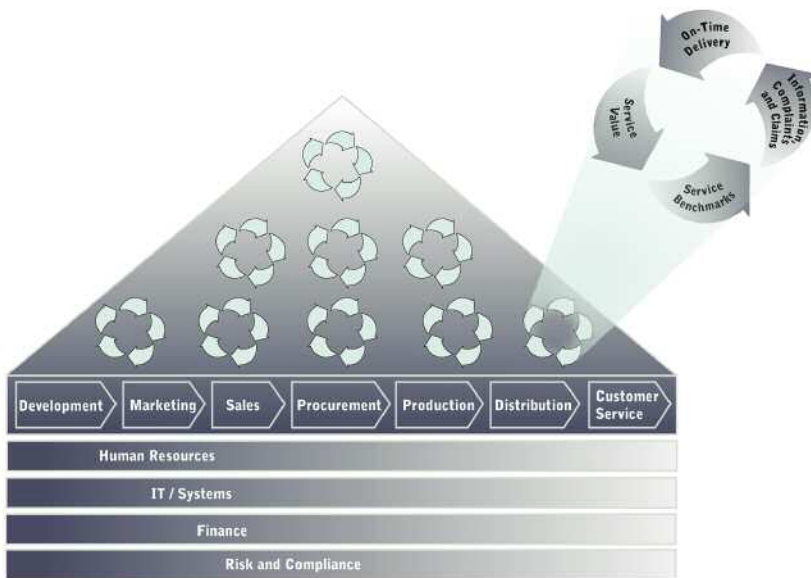 On-Time
Delivery
Information,
Complaints
and Claims
Service
Value
Service
Benchmarks
Development
Marketing
Sales
Procurement
Production
Distribution
Customer
Service
Human Resources
IT / Systems
Finance
Risk and Compliance